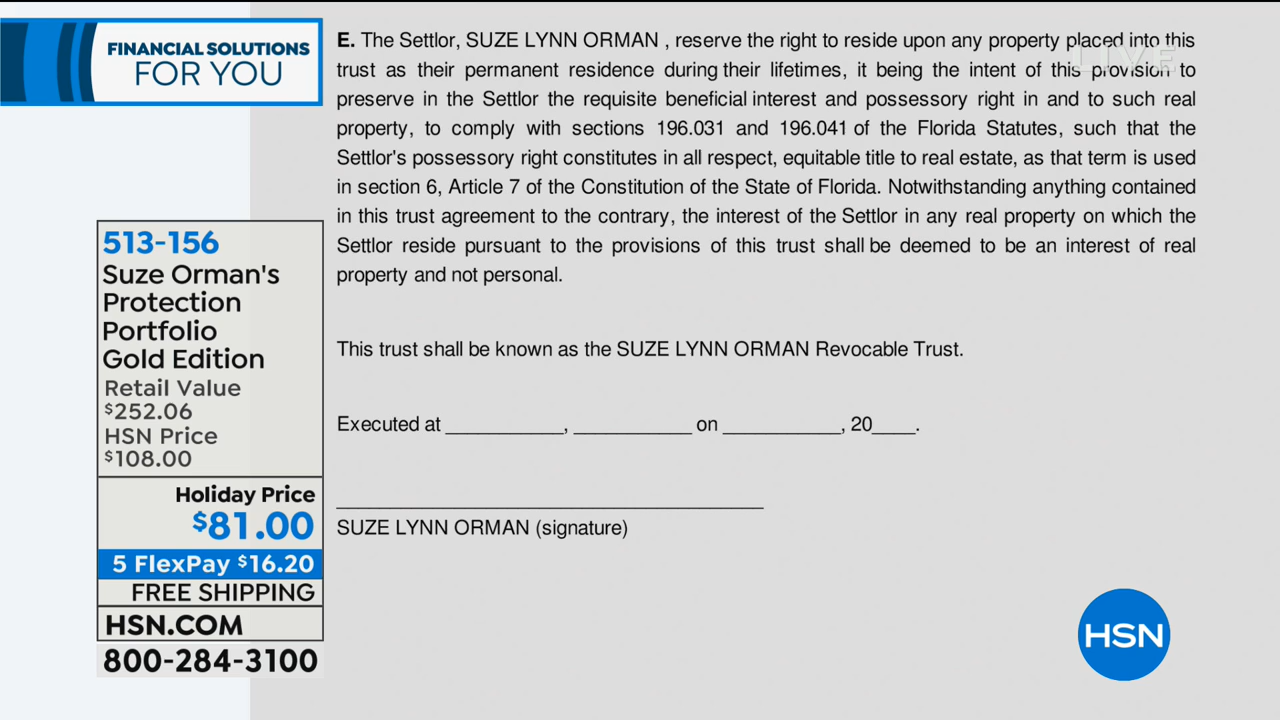 FINANCIAL SOLUTIONS
FOR YOU
E. The Settlor, SUZE LYNN ORMAN , reserve the right to reside upon any property placed into this
trust as their permanent residence during their lifetimes, it being the intent of this provision to
preserve in the Settlor the requisite beneficial interest and possessory right in and to such real
property, to comply with sections 196.031 and 196.041 of the Florida Statutes, such that the
Settlor's possessory right constitutes in all respect, equitable title to real estate, as that term is used
in section 6, Article 7 of the Constitution of the State of Florida. Notwithstanding anything contained
in this trust agreement to the contrary, the interest of the Settlor in any real property on which the
Settlor reside pursuant to the provisions of this trust shall be deemed to be an interest of real
property and not personal.
This trust shall be known as the SUZE LYNN ORMAN Revocable Trust.
Executed at ___________, ___________ on ___________, 20____.
SUZE LYNN ORMAN (signature)
LIVE
513-156
Suze Orman's
Protection
Portfolio
Gold Edition
Retail Value
$252.06
HSN Price
$108.00
Holiday Price
$81.00
5 FlexPay $16.20
FREE SHIPPING
HSN.COM
800-284-3100
HSN